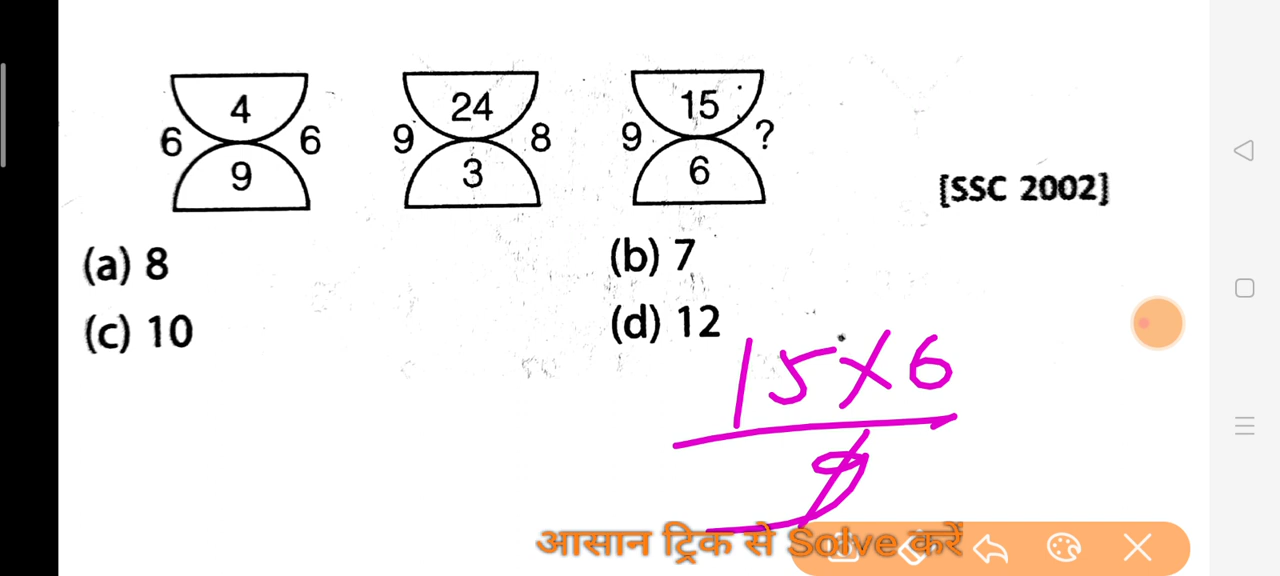 4 24 15
6 6 9 8 9 ?
9 3 6
[SSC 2002]
(a) 8 (b) 7
(c) 10 (d) 12
15×6
9
आसान ट्रिक से Solve करें